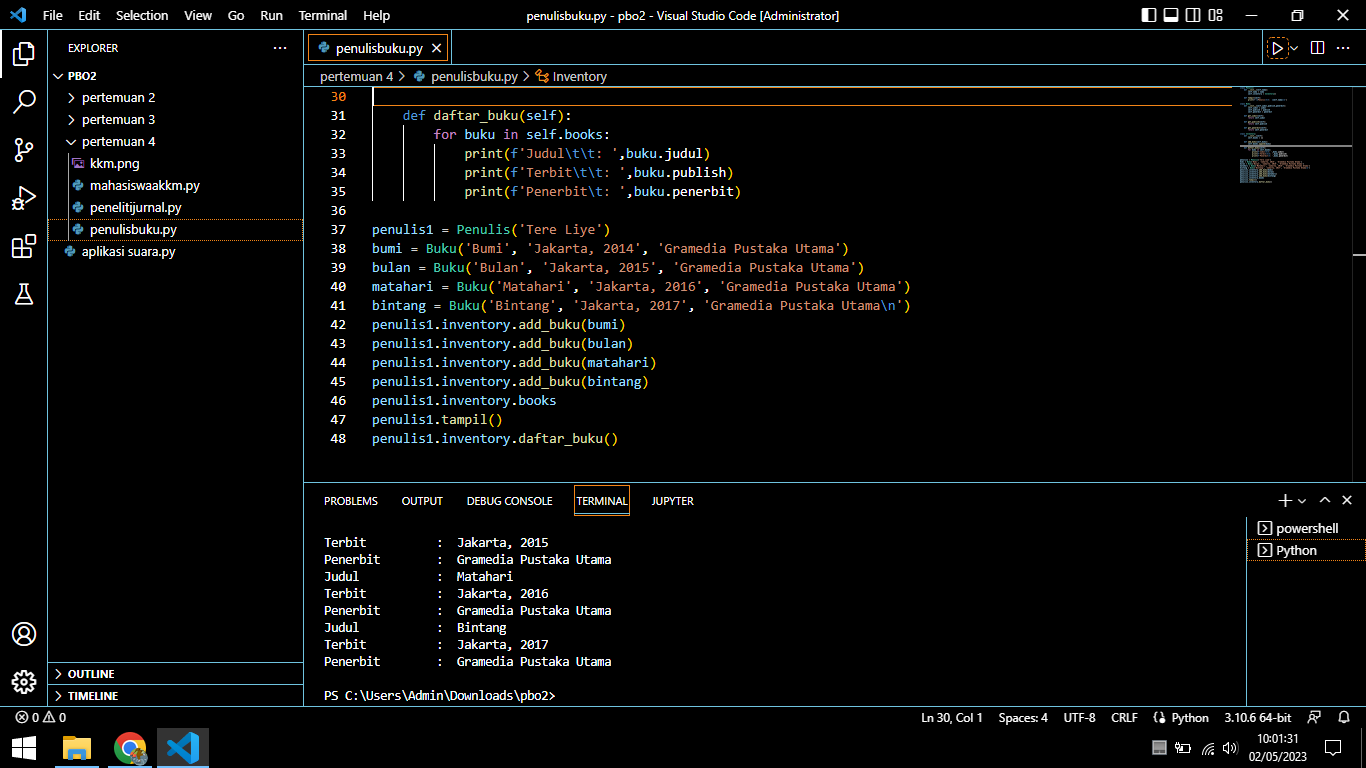 File Edit Selection View Go Run Terminal Help penulisbuku.py - pbo2 - Visual Studio Code [Administrator]
EXPLORER
PBO2
pertemuan 2
pertemuan 3
pertemuan 4
kkm.png
mahasiswaakkm.py
penelitijurnal.py
penulisbuku.py
aplikasi suara.py
OUTLINE
TIMELINE
penulisbuku.py
pertemuan 4 > penulisbuku.py > Inventory
30
31 def daftar_buku(self):
32 for buku in self.books:
33 print(f'Judul\t\t: ',buku.judul)
34 print(f'Terbit\t\t: ',buku.publish)
35 print(f'Penerbit\t: ',buku.penerbit)
36
37 penulis1 = Penulis('Tere Liye')
38 bumi = Buku('Bumi', 'Jakarta, 2014', 'Gramedia Pustaka Utama')
39 bulan = Buku('Bulan', 'Jakarta, 2015', 'Gramedia Pustaka Utama')
40 matahari = Buku('Matahari', 'Jakarta, 2016', 'Gramedia Pustaka Utama')
41 bintang = Buku('Bintang', 'Jakarta, 2017', 'Gramedia Pustaka Utama\n')
42 penulis1.inventory.add_buku(bumi)
43 penulis1.inventory.add_buku(bulan)
44 penulis1.inventory.add_buku(matahari)
45 penulis1.inventory.add_buku(bintang)
46 penulis1.inventory.books
47 penulis1.tampil()
48 penulis1.inventory.daftar_buku()
PROBLEMS OUTPUT DEBUG CONSOLE TERMINAL JUPYTER
Terbit : Jakarta, 2015
Penerbit : Gramedia Pustaka Utama
Judul : Matahari
Terbit : Jakarta, 2016
Penerbit : Gramedia Pustaka Utama
Judul : Bintang
Terbit : Jakarta, 2017
Penerbit : Gramedia Pustaka Utama
PS C:\Users\Admin\Downloads\pbo2>
powershell
Python
0 0 Ln 30, Col 1 Spaces: 4 UTF-8 CRLF Python 3.10.6 64-bit
10:01:31
02/05/2023